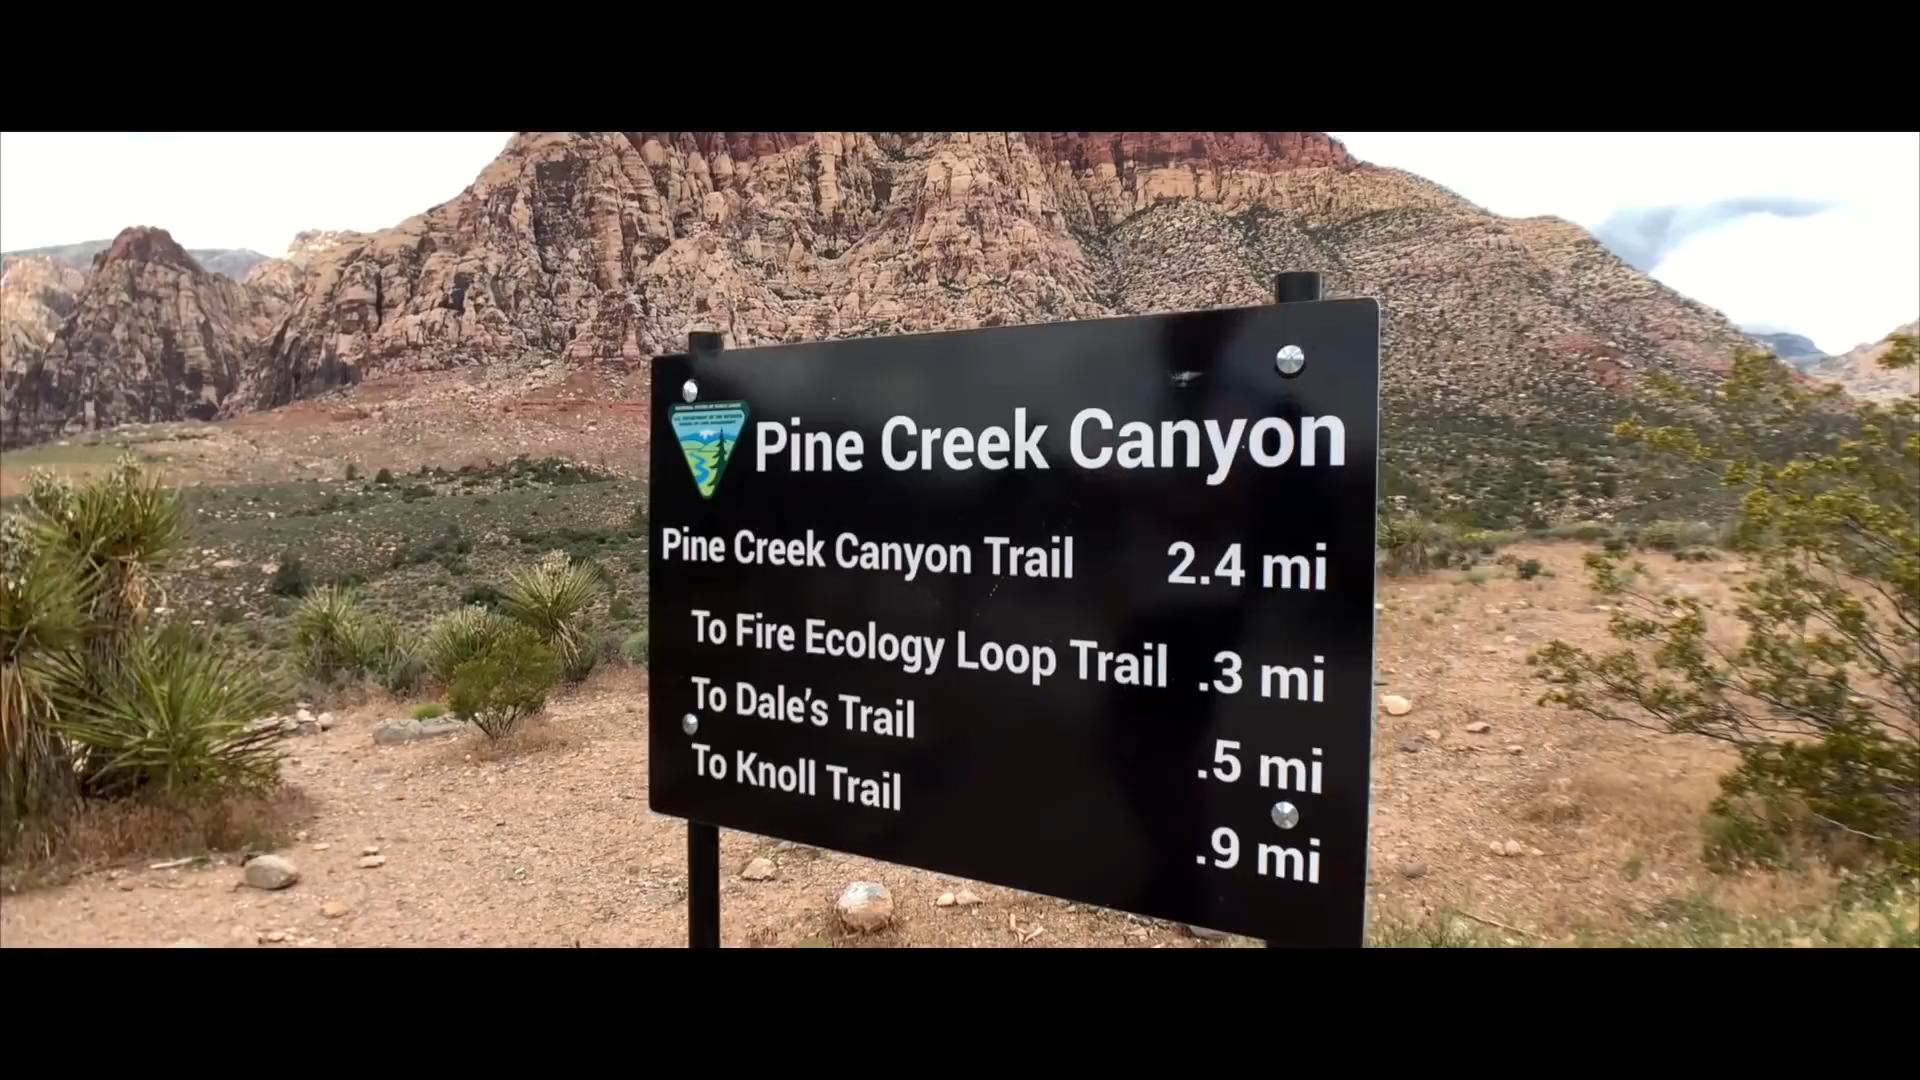 Pine Creek Canyon
Pine Creek Canyon Trail 2.4 mi
To Fire Ecology Loop Trail .3 mi
To Dale's Trail .5 mi
To Knoll Trail .9 mi